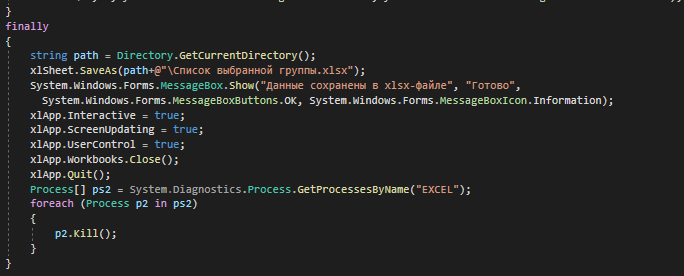 }
finally
{
string path = Directory.GetCurrentDirectory();
xlSheet.SaveAs(path+@"\Список выбранной группы.xlsx");
System.Windows.Forms.MessageBox.Show("Данные сохранены в xlsx-файле", "Готово",
System.Windows.Forms.MessageBoxButtons.OK, System.Windows.Forms.MessageBoxIcon.Information);
xlApp.Interactive = true;
xlApp.ScreenUpdating = true;
xlApp.UserControl = true;
xlApp.Workbooks.Close();
xlApp.Quit();
Process[] ps2 = System.Diagnostics.Process.GetProcessesByName("EXCEL");
foreach (Process p2 in ps2)
{
p2.Kill();
}
}